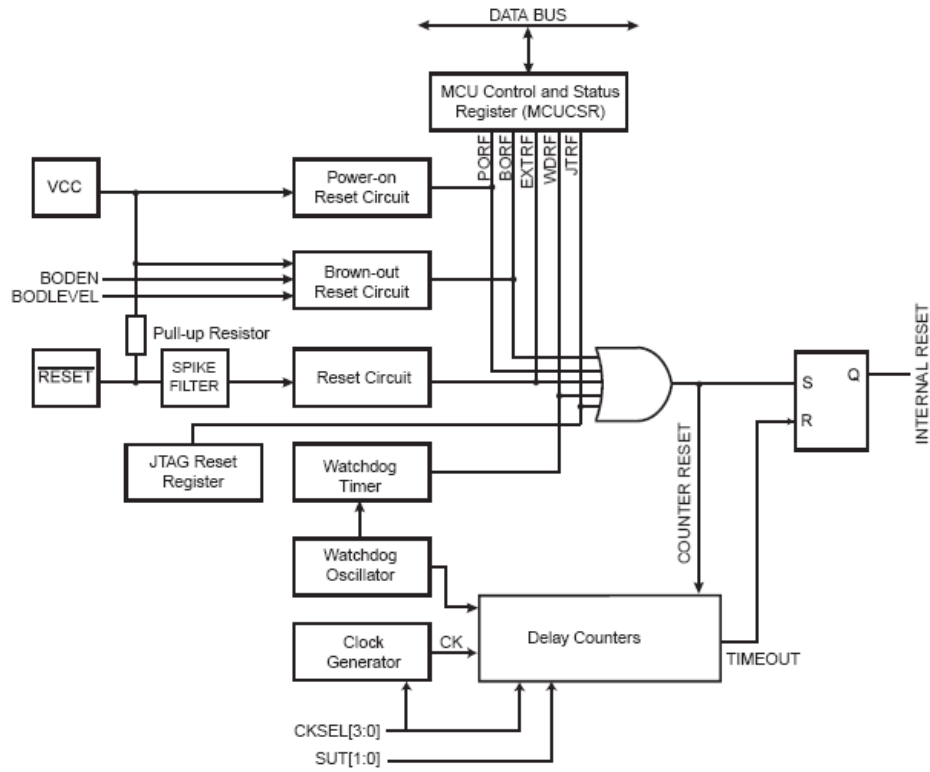 DATA BUS
MCU Control and Status
Register (MCUCSR)
PORF
BORF
EXTRF
WDRF
JTRF
VCC
Power-on
Reset Circuit
BODEN
BODLEVEL
Brown-out
Reset Circuit
Pull-up Resistor
RESET
SPIKE
FILTER
Reset Circuit
S
Q
R
INTERNAL RESET
JTAG Reset
Register
Watchdog
Timer
COUNTER RESET
Watchdog
Oscillator
Clock
Generator
CK
Delay Counters
TIMEOUT
CKSEL[3:0]
SUT[1:0]